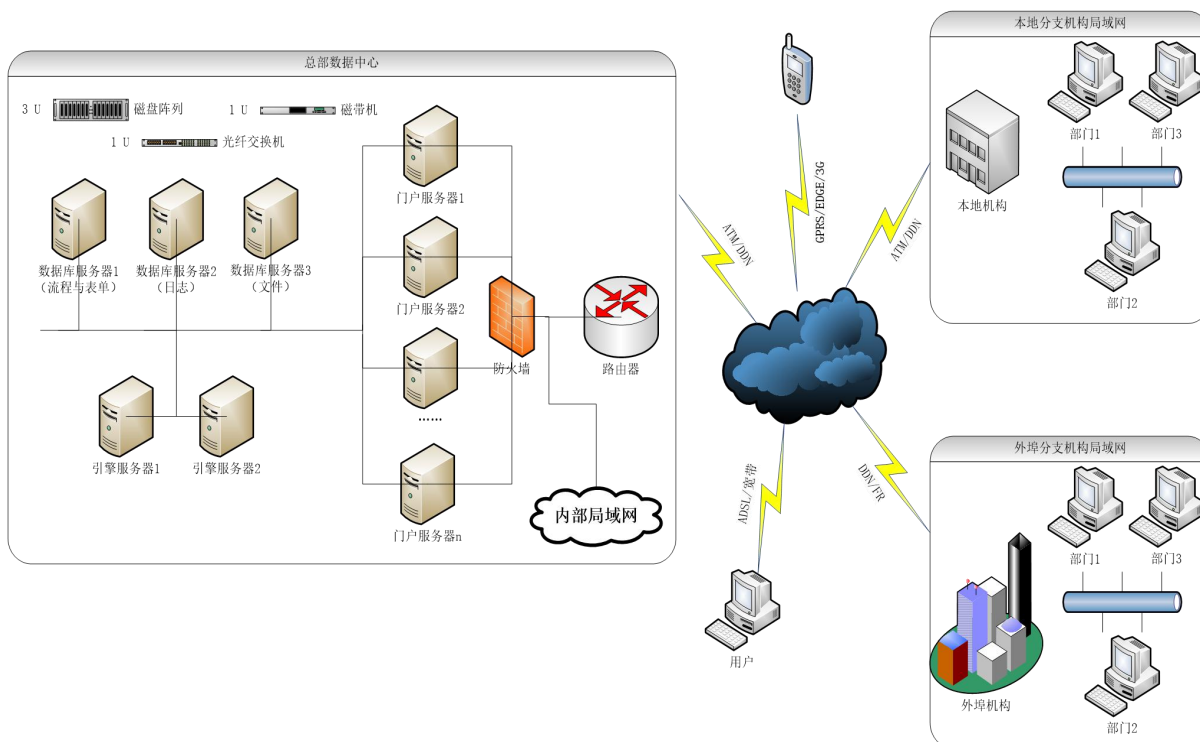 总部数据中心
3 U 磁盘阵列
1 U 磁带机
1 U 光纤交换机
数据库服务器1
（流程与表单）
数据库服务器2
（日志）
数据库服务器3
（文件）
引擎服务器1
引擎服务器2
门户服务器1
门户服务器2
……
门户服务器n
防火墙
路由器
内部局域网
ATM/DDN
GPRS/EDGE/3G
ATM/DDN
ADSL/宽带
DDN/FR
用户
本地分支机构局域网
部门1
部门3
本地机构
部门2
外埠分支机构局域网
部门1
部门3
外埠机构
部门2